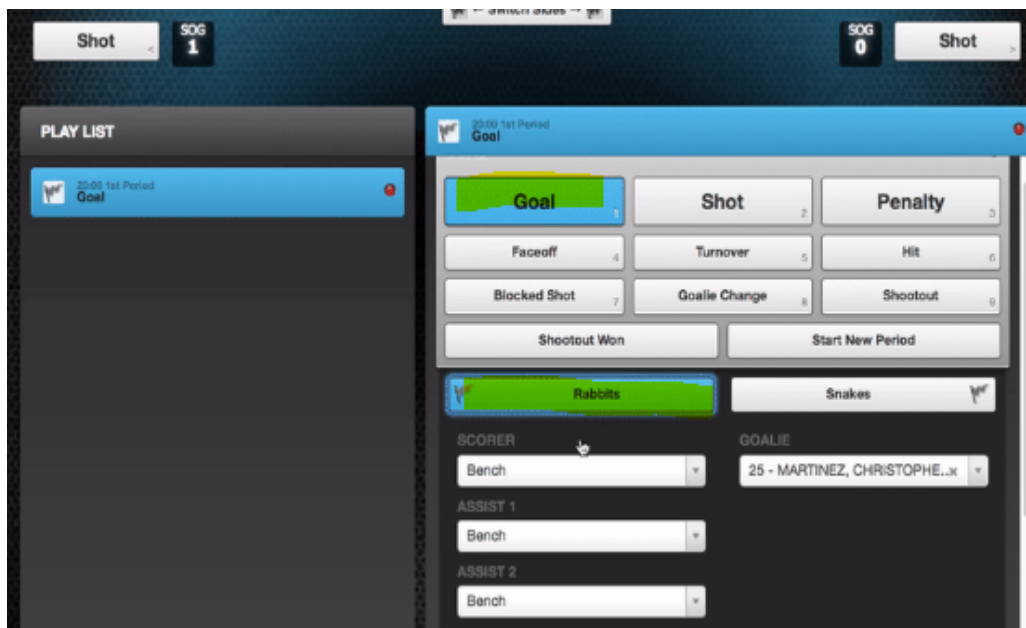 ← Switch Sides →
Shot <
SOG
1
SOG
0
Shot >
PLAY LIST
20:00 1st Period
Goal
20:00 1st Period
Goal
Goal 1
Shot 2
Penalty 3
Faceoff 4
Turnover 5
Hit 6
Blocked Shot 7
Goalie Change 8
Shootout 9
Shootout Won
Start New Period
Rabbits
Snakes
SCORER
GOALIE
Bench
25 - MARTINEZ, CHRISTOPHE...x
ASSIST 1
Bench
ASSIST 2
Bench